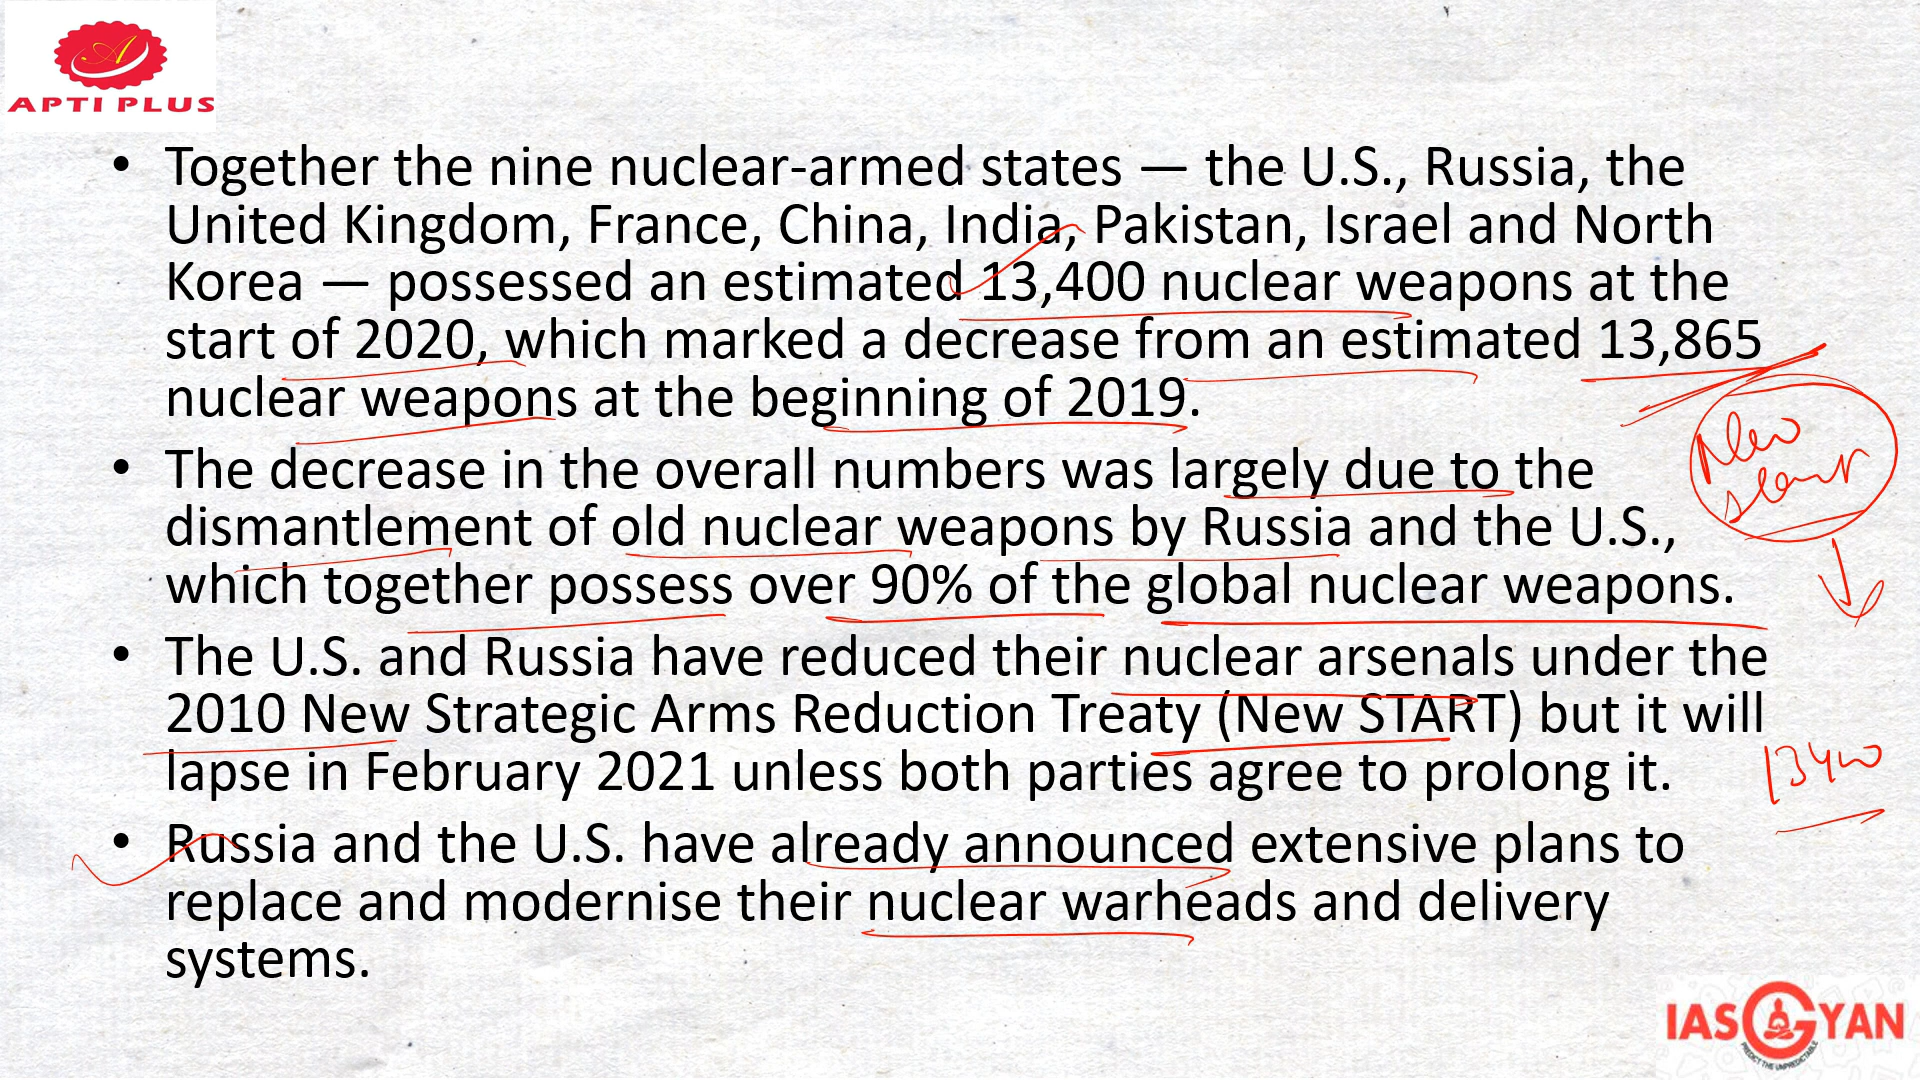 APTI PLUS
• Together the nine nuclear-armed states — the U.S., Russia, the
United Kingdom, France, China, India, Pakistan, Israel and North
Korea — possessed an estimated 13,400 nuclear weapons at the
start of 2020, which marked a decrease from an estimated 13,865
nuclear weapons at the beginning of 2019.
New
start
• The decrease in the overall numbers was largely due to the
dismantlement of old nuclear weapons by Russia and the U.S.,
which together possess over 90% of the global nuclear weapons.
• The U.S. and Russia have reduced their nuclear arsenals under the
2010 New Strategic Arms Reduction Treaty (New START) but it will
lapse in February 2021 unless both parties agree to prolong it.
13400
• Russia and the U.S. have already announced extensive plans to
replace and modernise their nuclear warheads and delivery
systems.
IAS GYAN
PREDICT THE UNPREDICTABLE